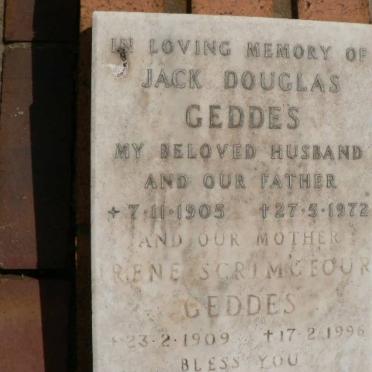 IN LOVING MEMORY OF
JACK DOUGLAS
GEDDES
MY BELOVED HUSBAND
AND OUR FATHER
+7·11·1905 †27·5·1972
AND OUR MOTHER
IRENE SCRIMGEOUR
GEDDES
+23·2·1909 †17·2·1996
BLESS YOU